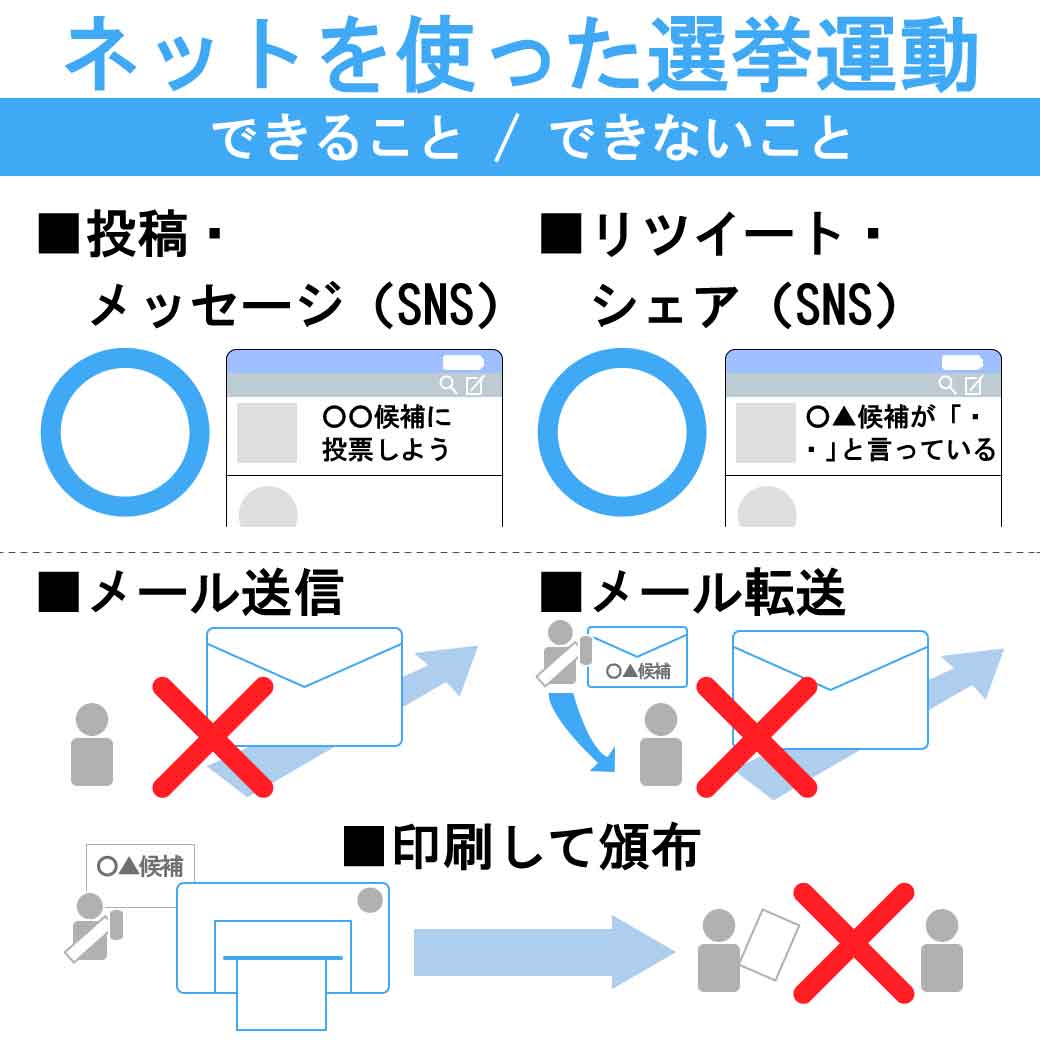 ネットを使った選挙運動
できること / できないこと
■投稿・
メッセージ（SNS）
〇〇候補に
投票しよう
■リツイート・
シェア（SNS）
〇▲候補が「・
・」と言っている
■メール送信
■メール転送
〇▲候補
■印刷して頒布
〇▲候補